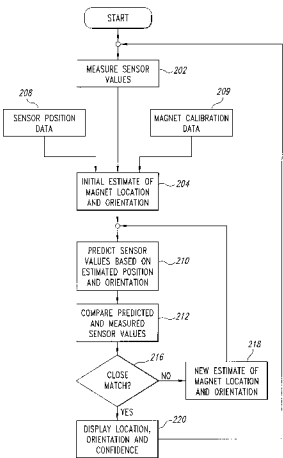 START
MEASURE SENSOR
VALUES
202
208
SENSOR POSITION
DATA
209
MAGNET CALIBRATION
DATA
INITIAL ESTIMATE OF
MAGNET LOCATION
AND ORIENTATION
204
PREDICT SENSOR
VALUES BASED ON
ESTIMATED POSITION
AND ORIENTATION
210
COMPARE PREDICTED
AND MEASURED
SENSOR VALUES
212
216
CLOSE
MATCH?
NO
218
NEW ESTIMATE OF
MAGNET LOCATION
AND ORIENTATION
YES
220
DISPLAY LOCATION,
ORIENTATION AND
CONFIDENCE